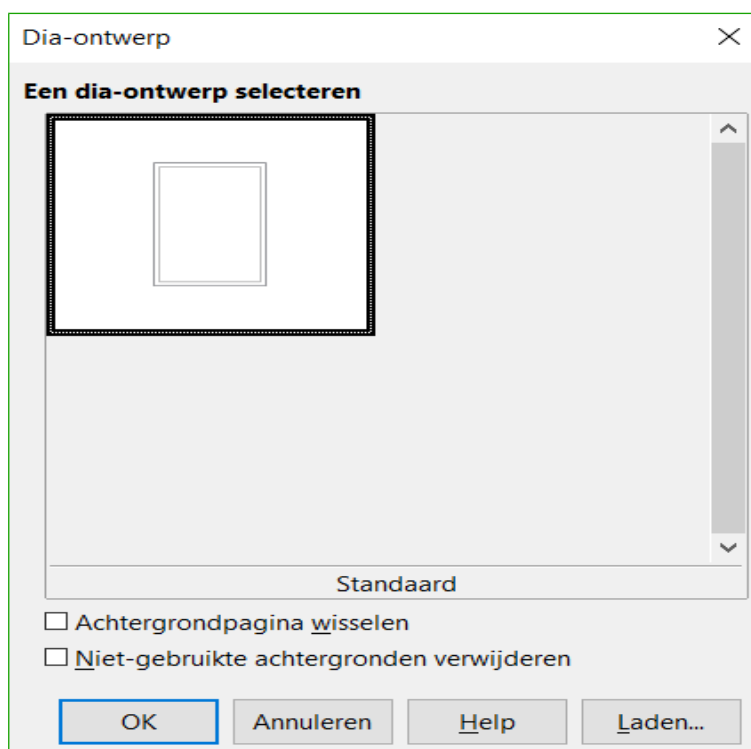 Dia-ontwerp
Een dia-ontwerp selecteren
Standaard
Achtergrondpagina wisselen
Niet-gebruikte achtergronden verwijderen
OK Annuleren Help Laden...